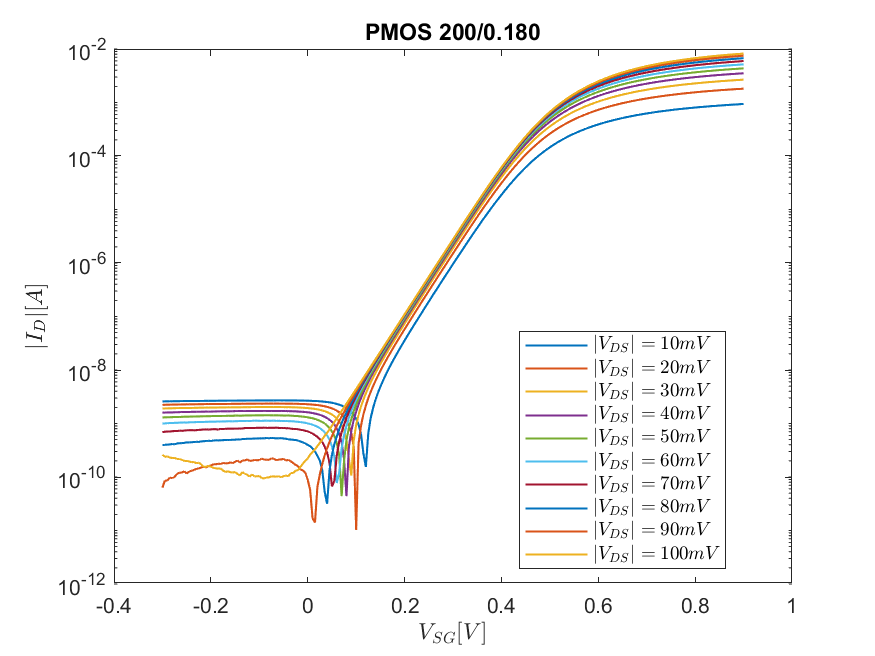 PMOS 200/0.180
10^-2
10^-4
10^-6
10^-8
10^-10
10^-12
|I_D|[A]
-0.4 -0.2 0 0.2 0.4 0.6 0.8 1
V_SG[V]
|V_DS| = 10mV
|V_DS| = 20mV
|V_DS| = 30mV
|V_DS| = 40mV
|V_DS| = 50mV
|V_DS| = 60mV
|V_DS| = 70mV
|V_DS| = 80mV
|V_DS| = 90mV
|V_DS| = 100mV